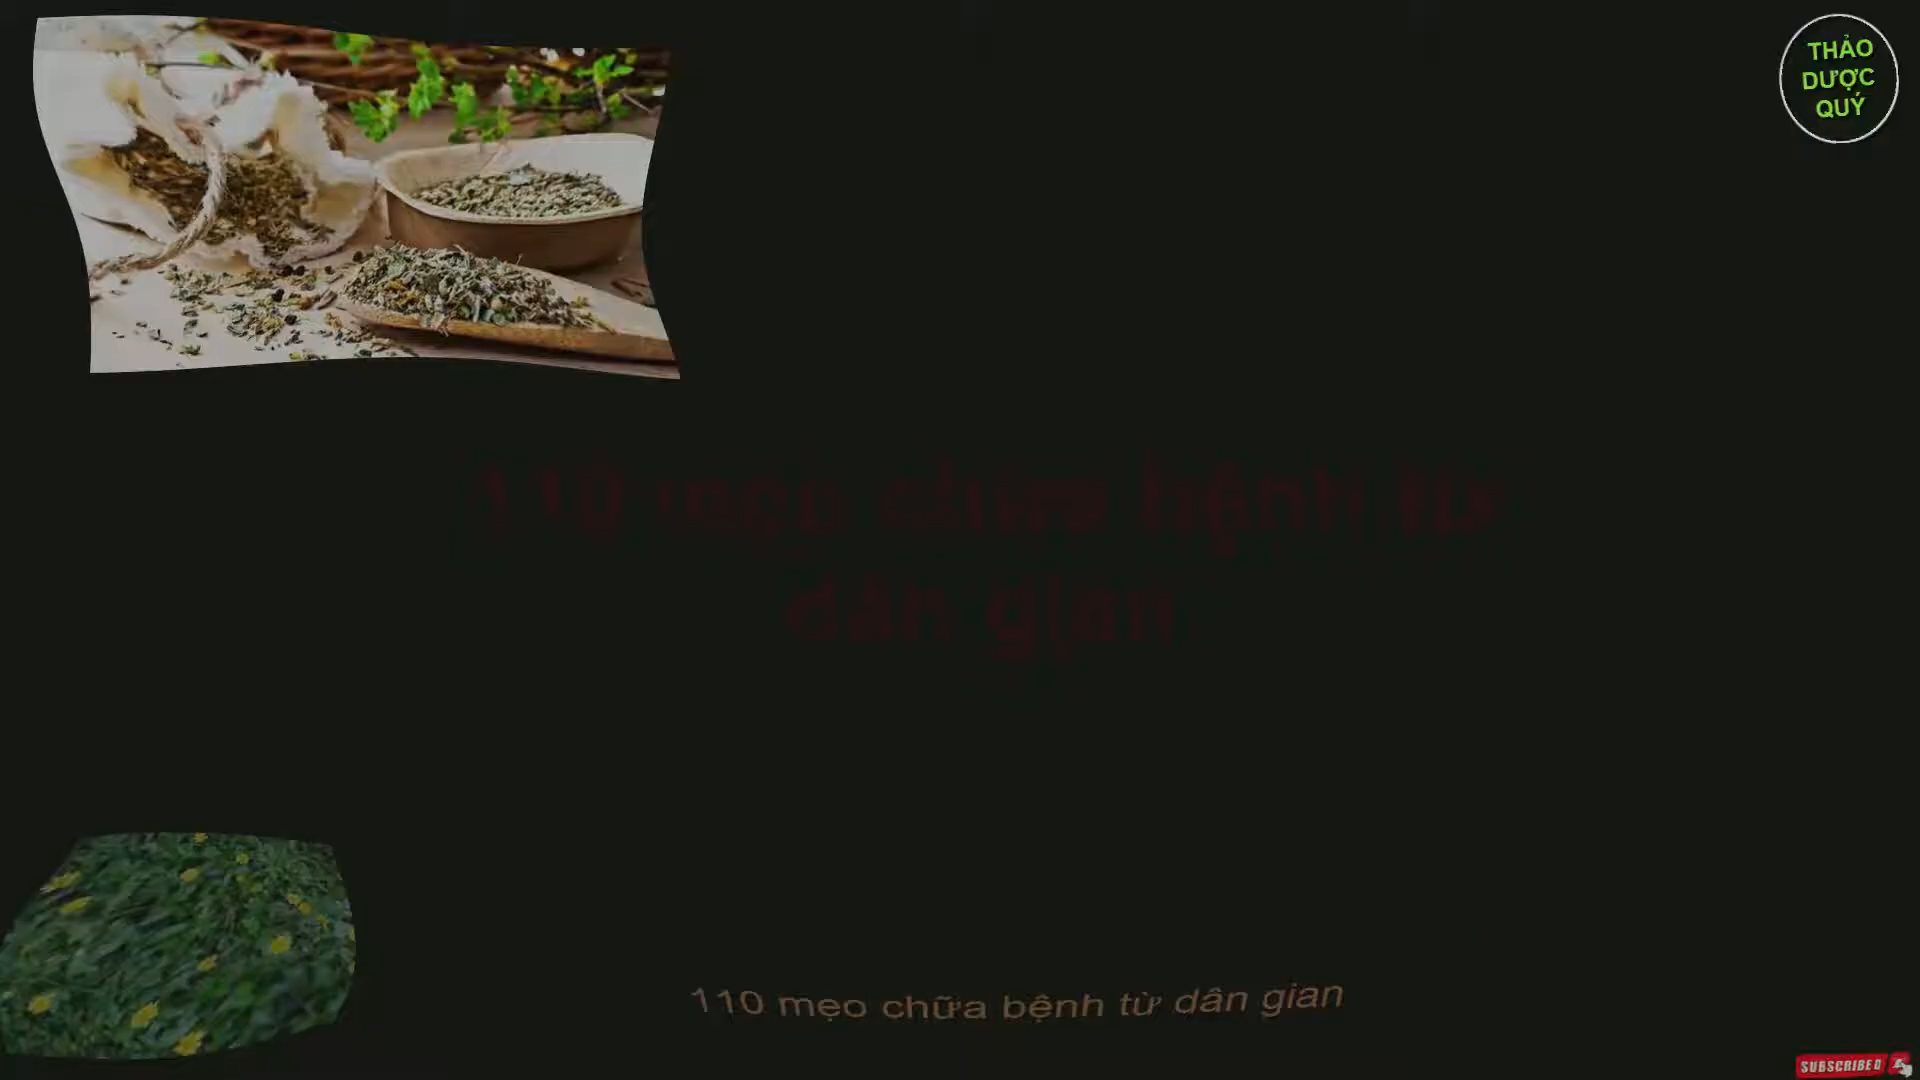 THẢO
DƯỢC
QUÝ
110 mẹo chữa bệnh từ
dân gian
110 mẹo chữa bệnh từ dân gian
SUBSCRIBED